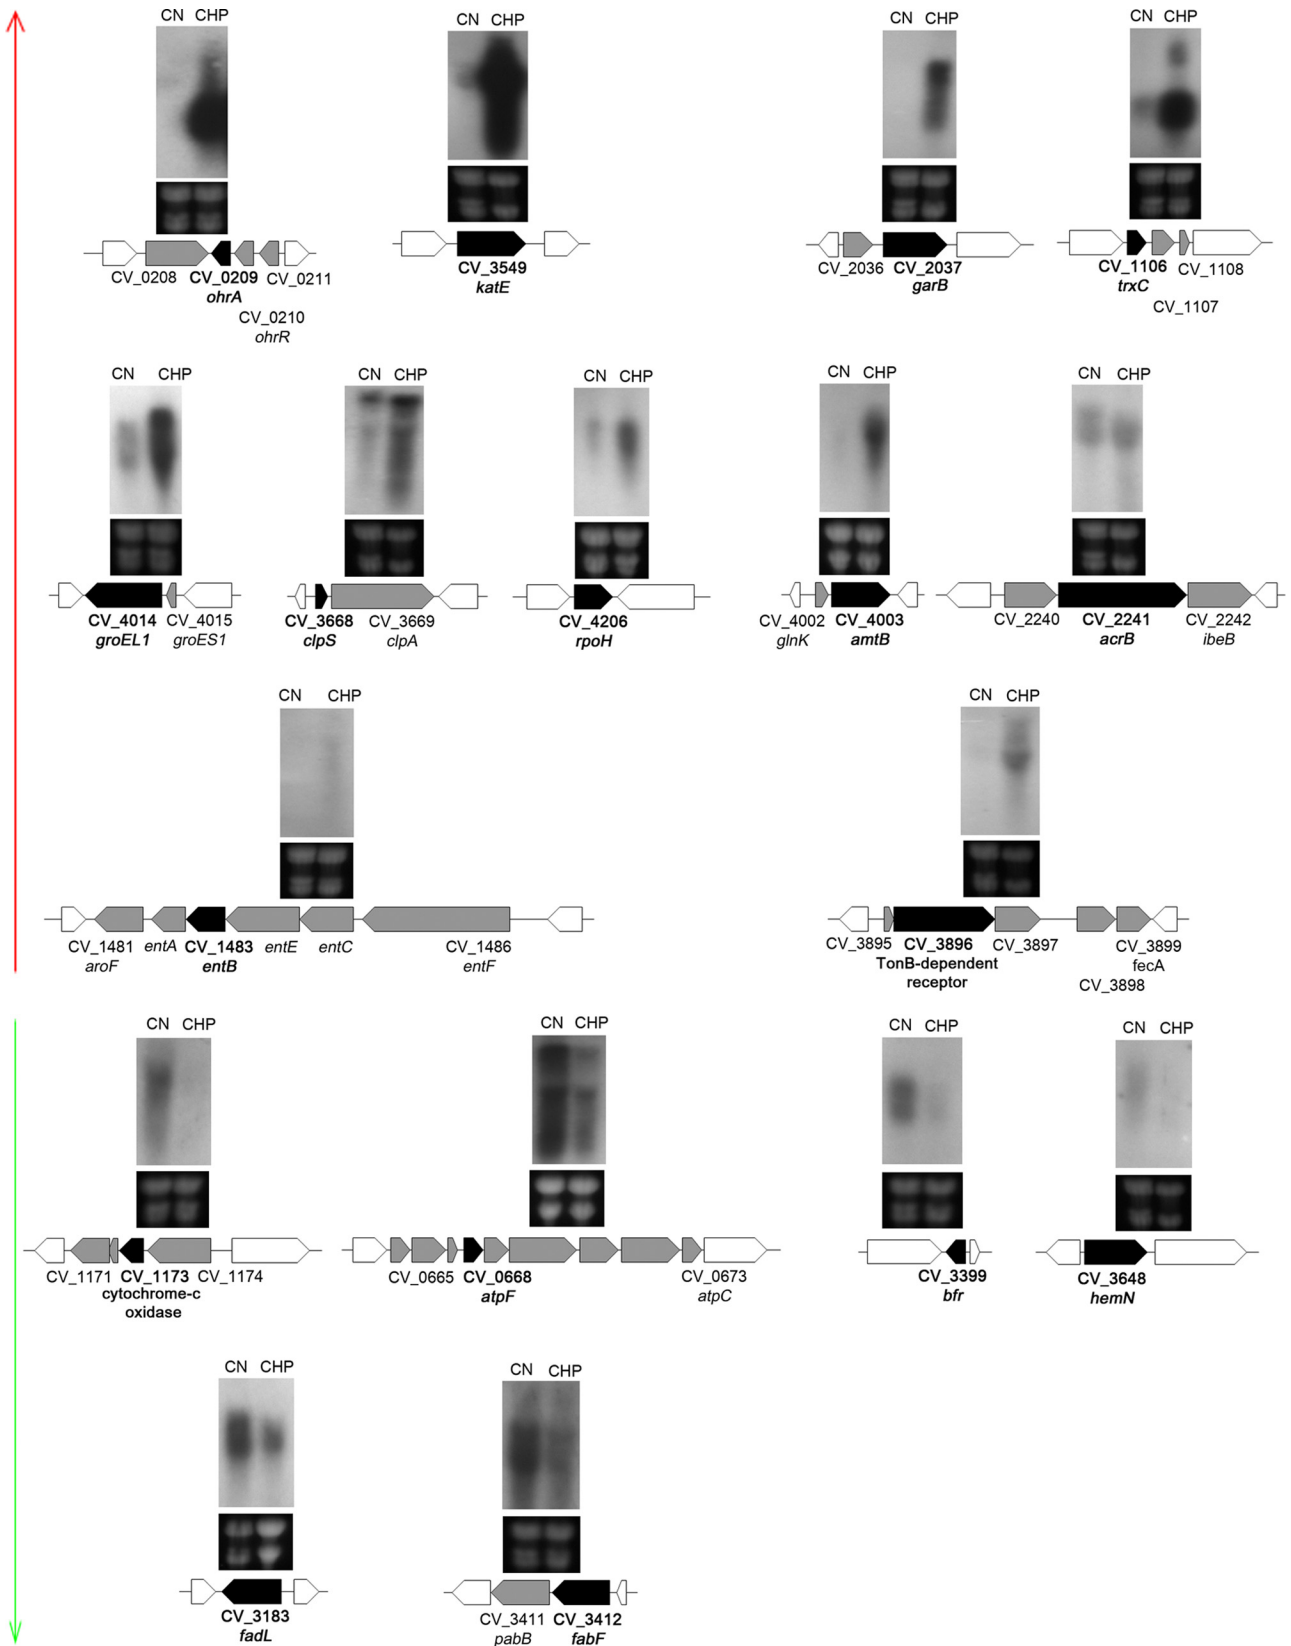 CN CHP
CN CHP
CN CHP
CN CHP
CV_0208 CV_0209 CV_0211
ohrA
CV_0210
ohrR
CV_3549
katE
CV_2036 CV_2037
garB
CV_1106 CV_1108
trxC
CV_1107
CN CHP
CN CHP
CN CHP
CN CHP
CN CHP
CV_4014 CV_4015
groEL1 groES1
CV_3668 CV_3669
clpS clpA
CV_4206
rpoH
CV_4002 CV_4003
glnK amtB
CV_2240 CV_2241 CV_2242
acrB ibeB
CN CHP
CN CHP
CV_1481 entA CV_1483 entE entC CV_1486
aroF entB entF
CV_3895 CV_3896 CV_3897 CV_3899
TonB-dependent fecA
receptor CV_3898
CN CHP
CN CHP
CN CHP
CN CHP
CV_1171 CV_1173 CV_1174
cytochrome-c
oxidase
CV_0665 CV_0668 CV_0673
atpF atpC
CV_3399
bfr
CV_3648
hemN
CN CHP
CN CHP
CV_3183
fadL
CV_3411 CV_3412
pabB fabF